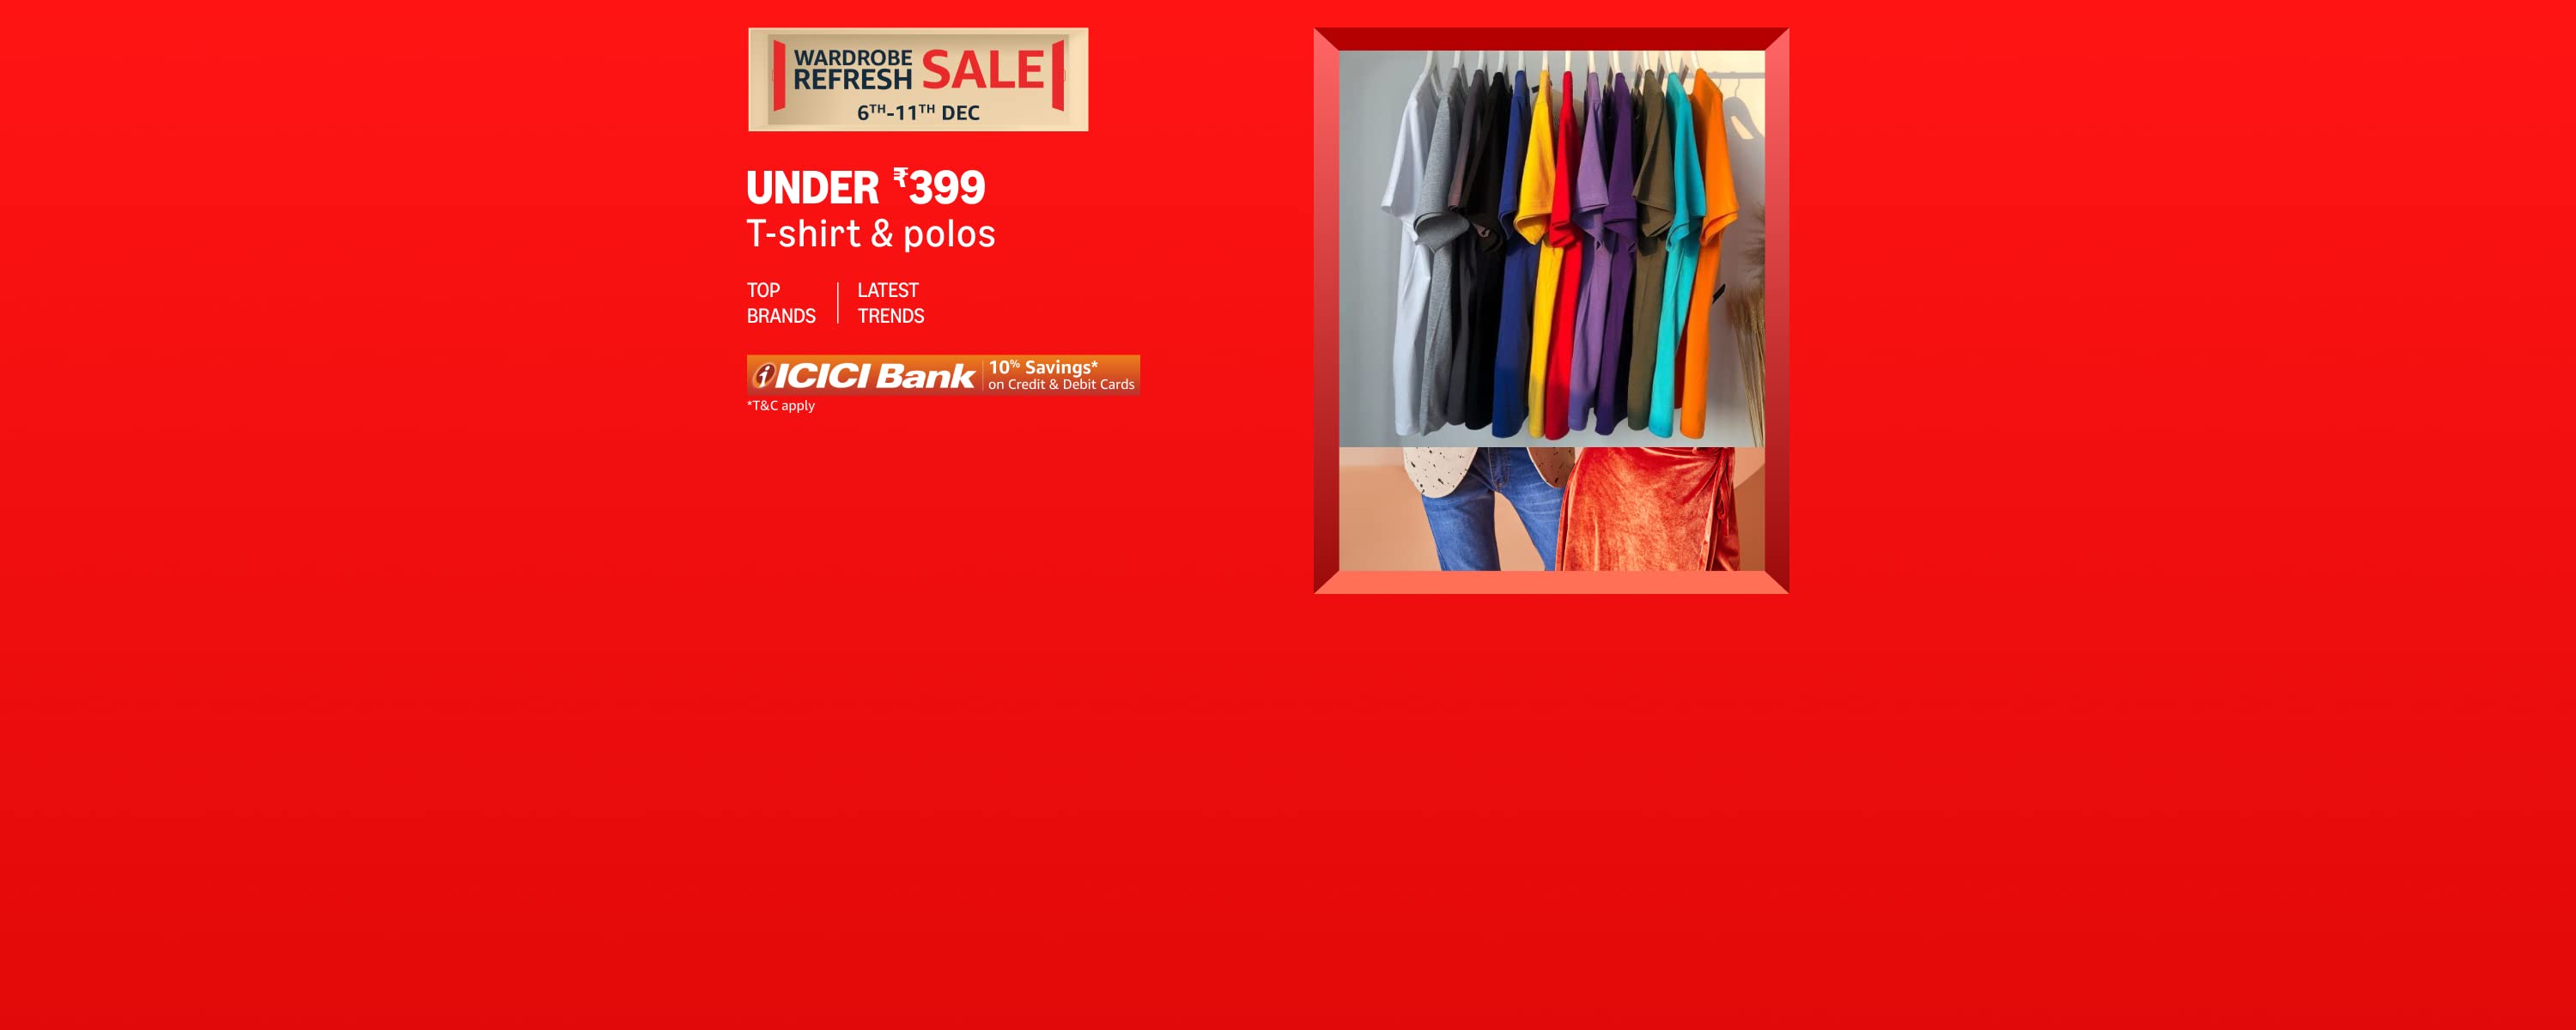 WARDROBE
REFRESH SALE
6TH-11TH DEC
UNDER ₹399
T-shirt & polos
TOP BRANDS | LATEST TRENDS
ICICI Bank | 10% Savings*
on Credit & Debit Cards
*T&C apply